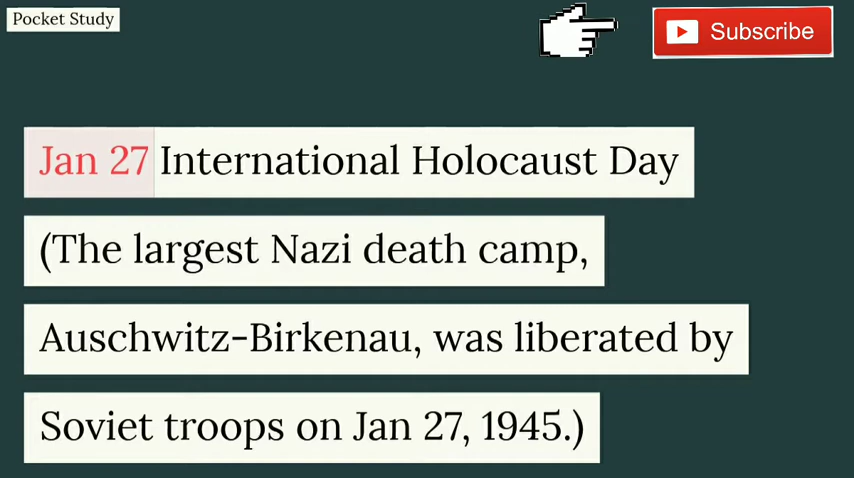 Pocket Study
Subscribe
Jan 27 International Holocaust Day
(The largest Nazi death camp,
Auschwitz-Birkenau, was liberated by
Soviet troops on Jan 27, 1945.)